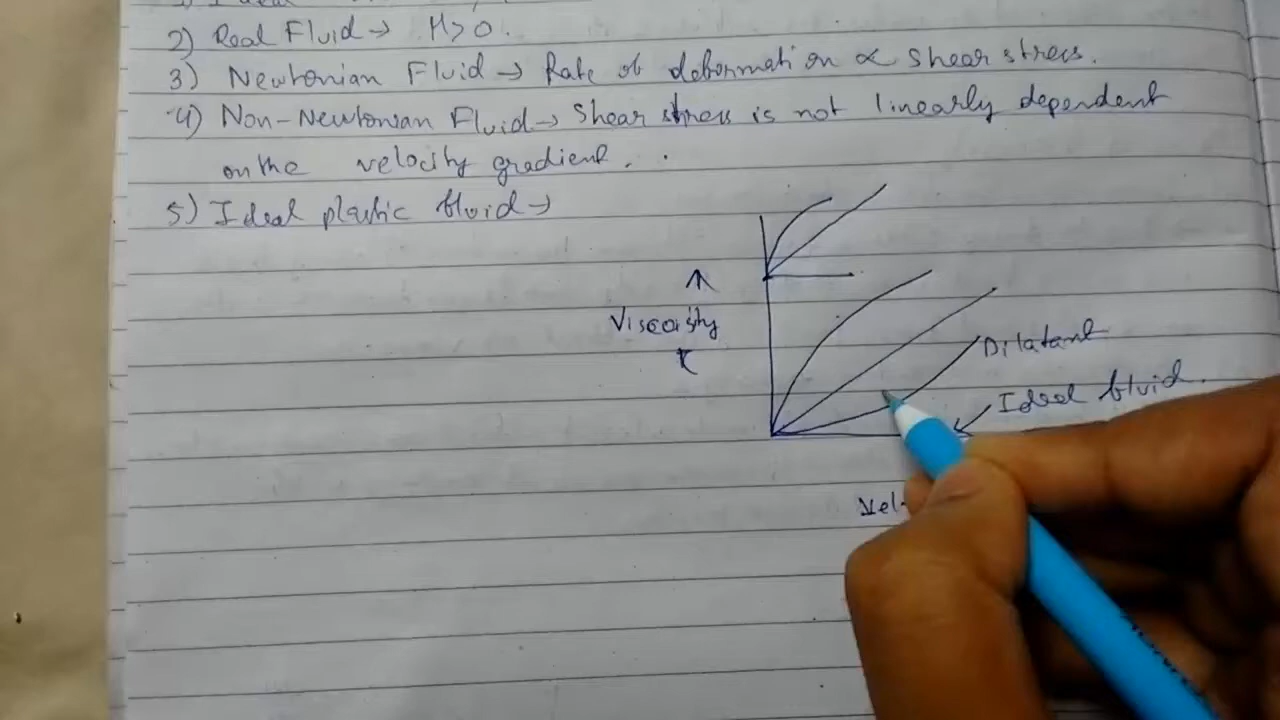 2) Real Fluid → μ>0.
3) Newtonian Fluid → Rate of deformation ∝ shear stress.
4) Non-Newtonian Fluid → Shear stress is not linearly dependent
on the velocity gradient.
5) Ideal plastic fluid →
↑
Viscosity
τ
Dilatant
Ideal fluid.
Vel